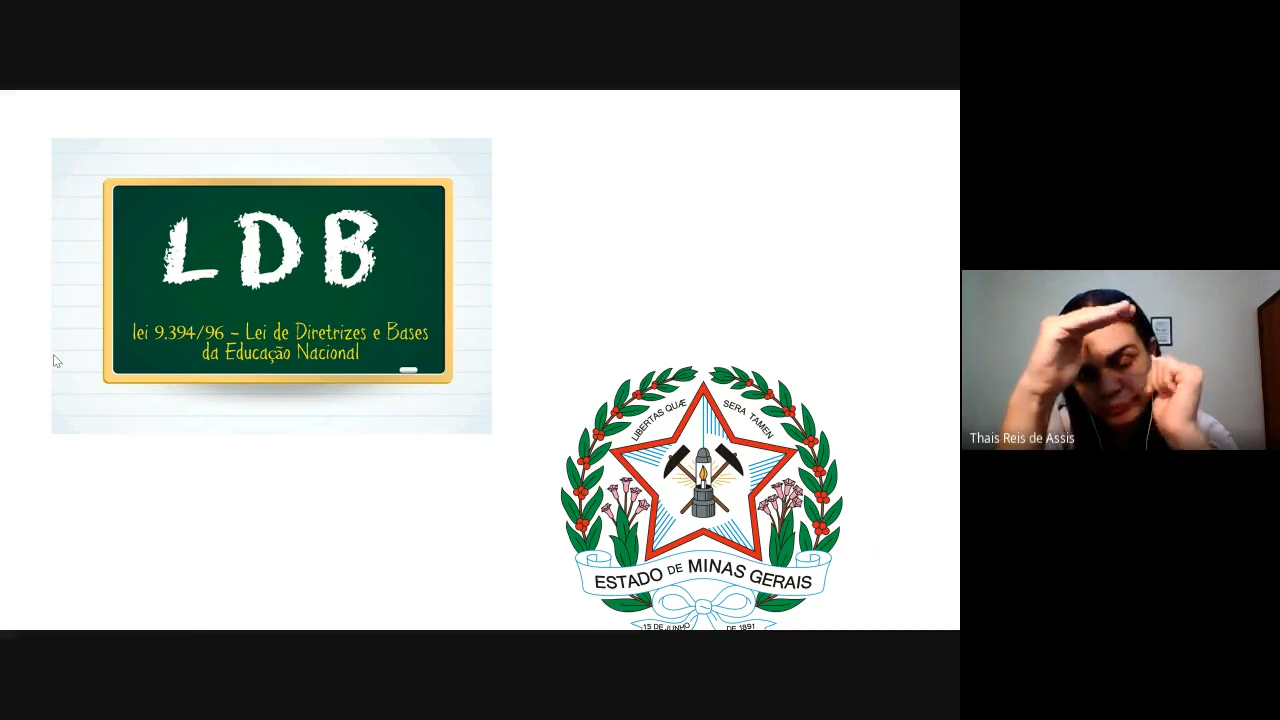 LDB
lei 9.394/96 – Lei de Diretrizes e Bases
da Educação Nacional
LIBERTAS QUÆ SERA TAMEN
ESTADO DE MINAS GERAIS
15 DE JUNHO DE 1891
Thais Reis de Assis